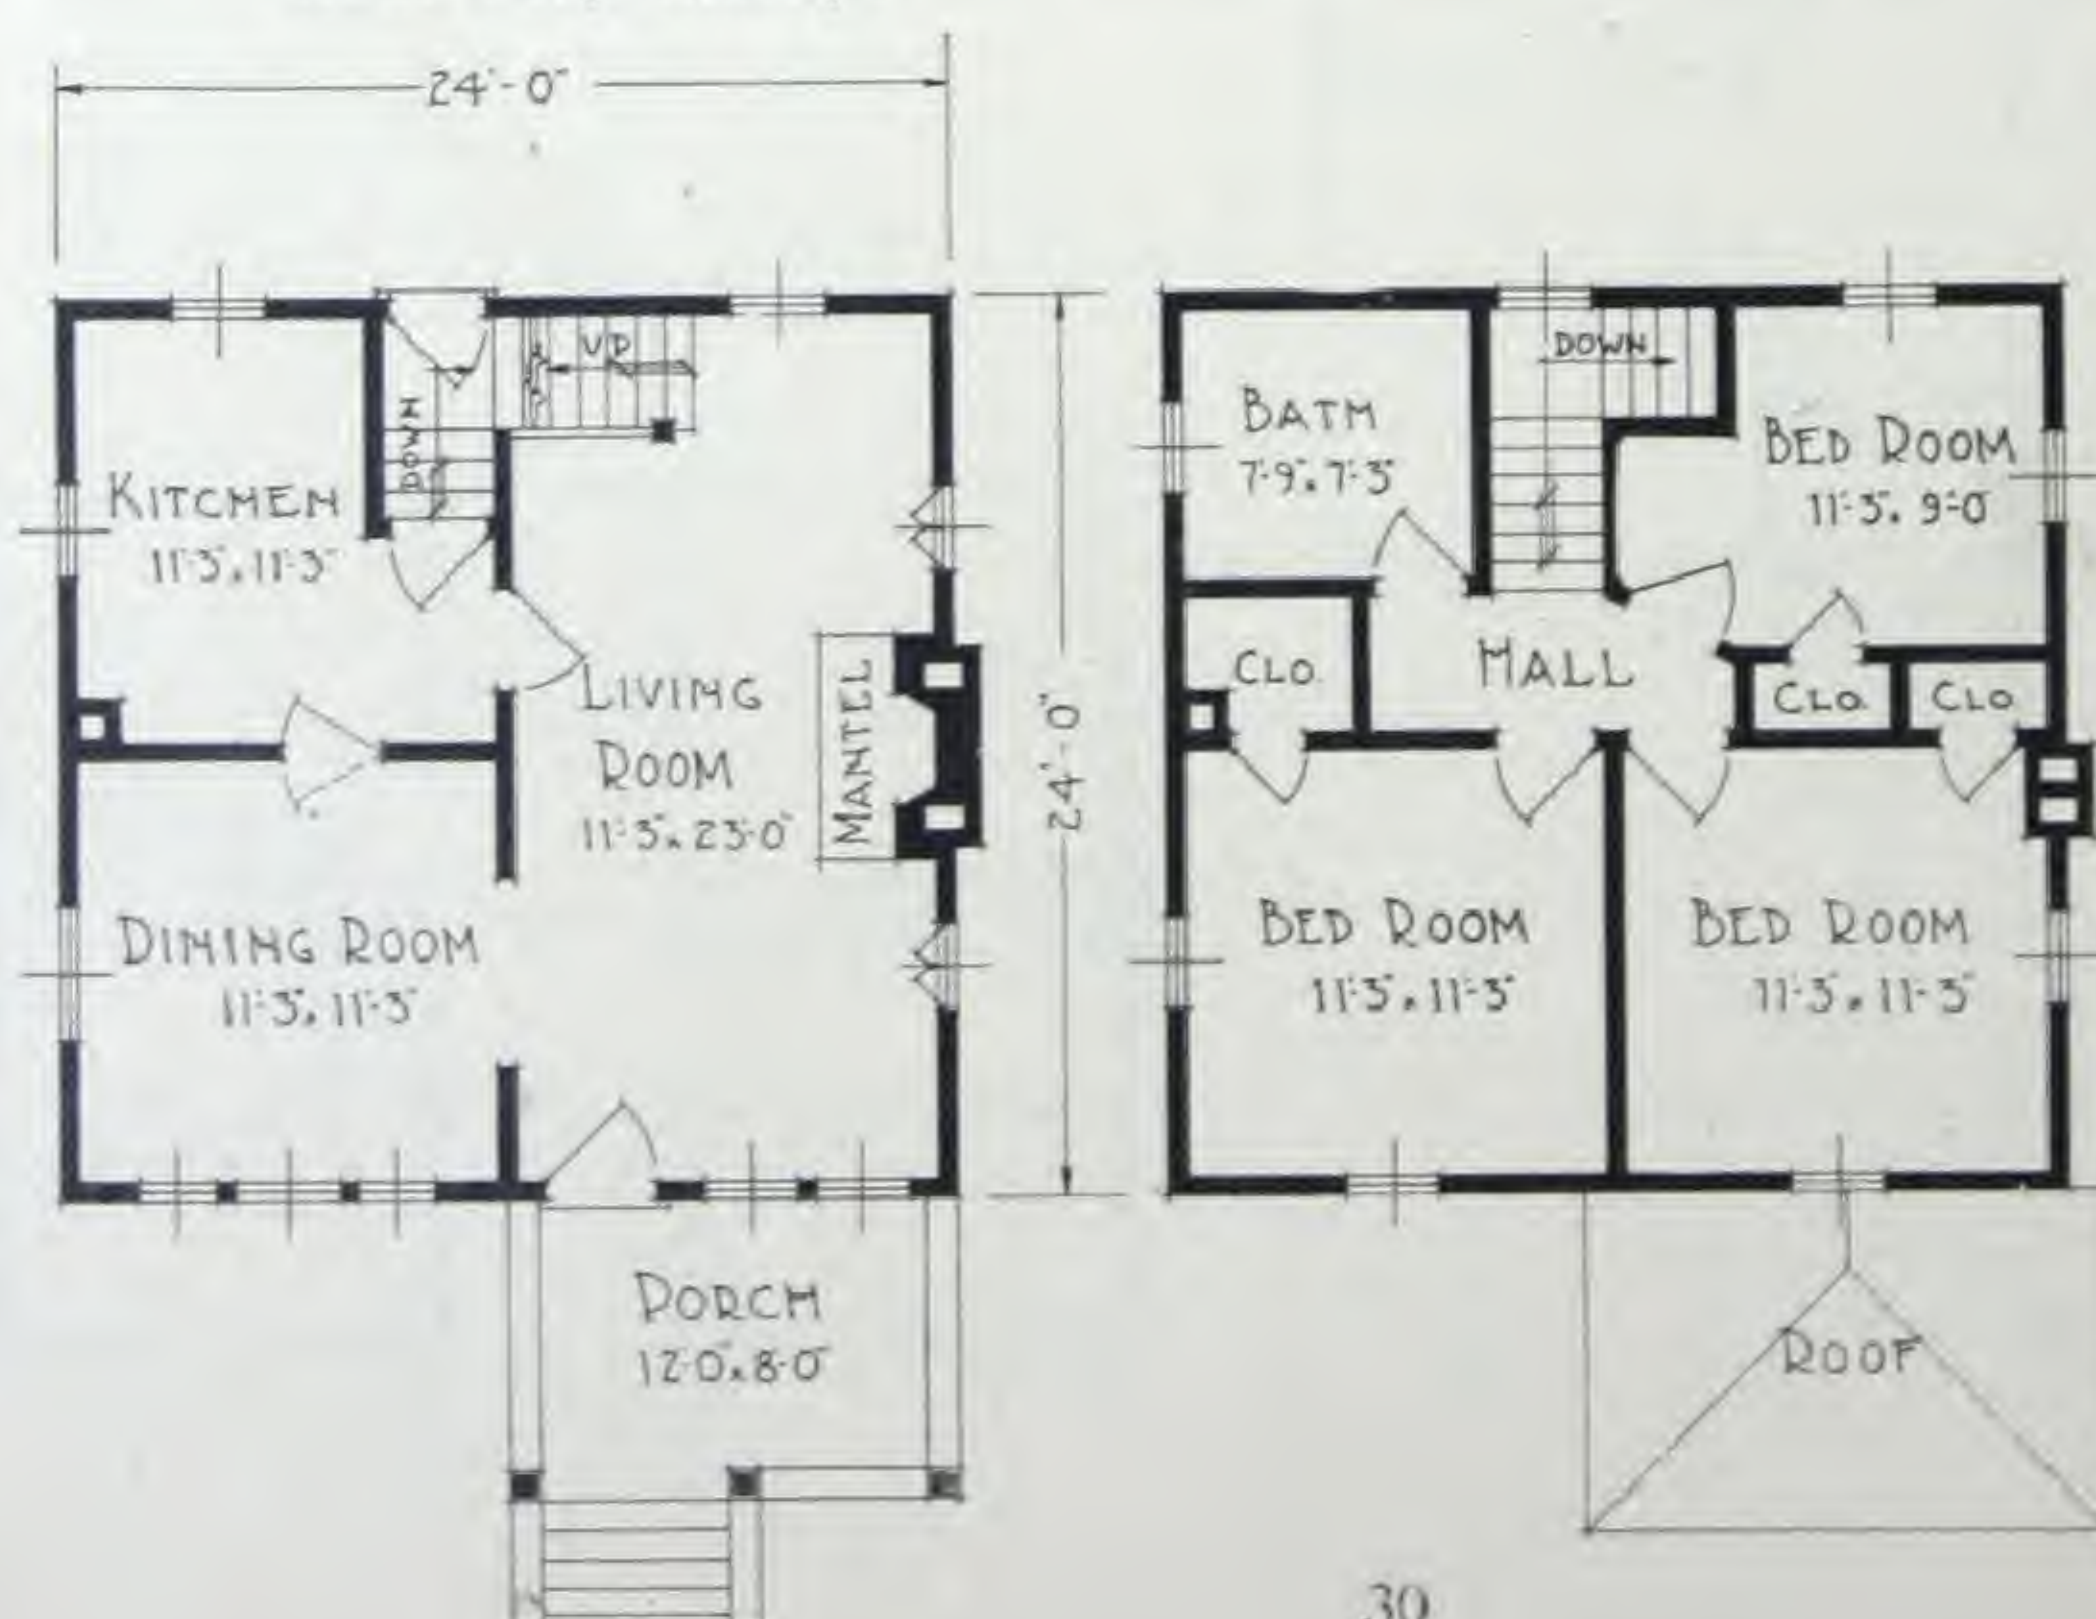 24'-0"
UP
DOWN
KITCHEN
11'-3" x 11'-3"
LIVING
ROOM
11'-3" x 23'-0"
MANTEL
24'-0"
DINING ROOM
11'-3" x 11'-3"
PORCH
12'-0" x 8'-0"
DOWN
BATH
7'-9" x 7'-3"
BED ROOM
11'-3" x 9'-0"
CLO.
HALL
CLO.
CLO.
BED ROOM
11'-3" x 11'-3"
BED ROOM
11'-3" x 11'-3"
ROOF
30